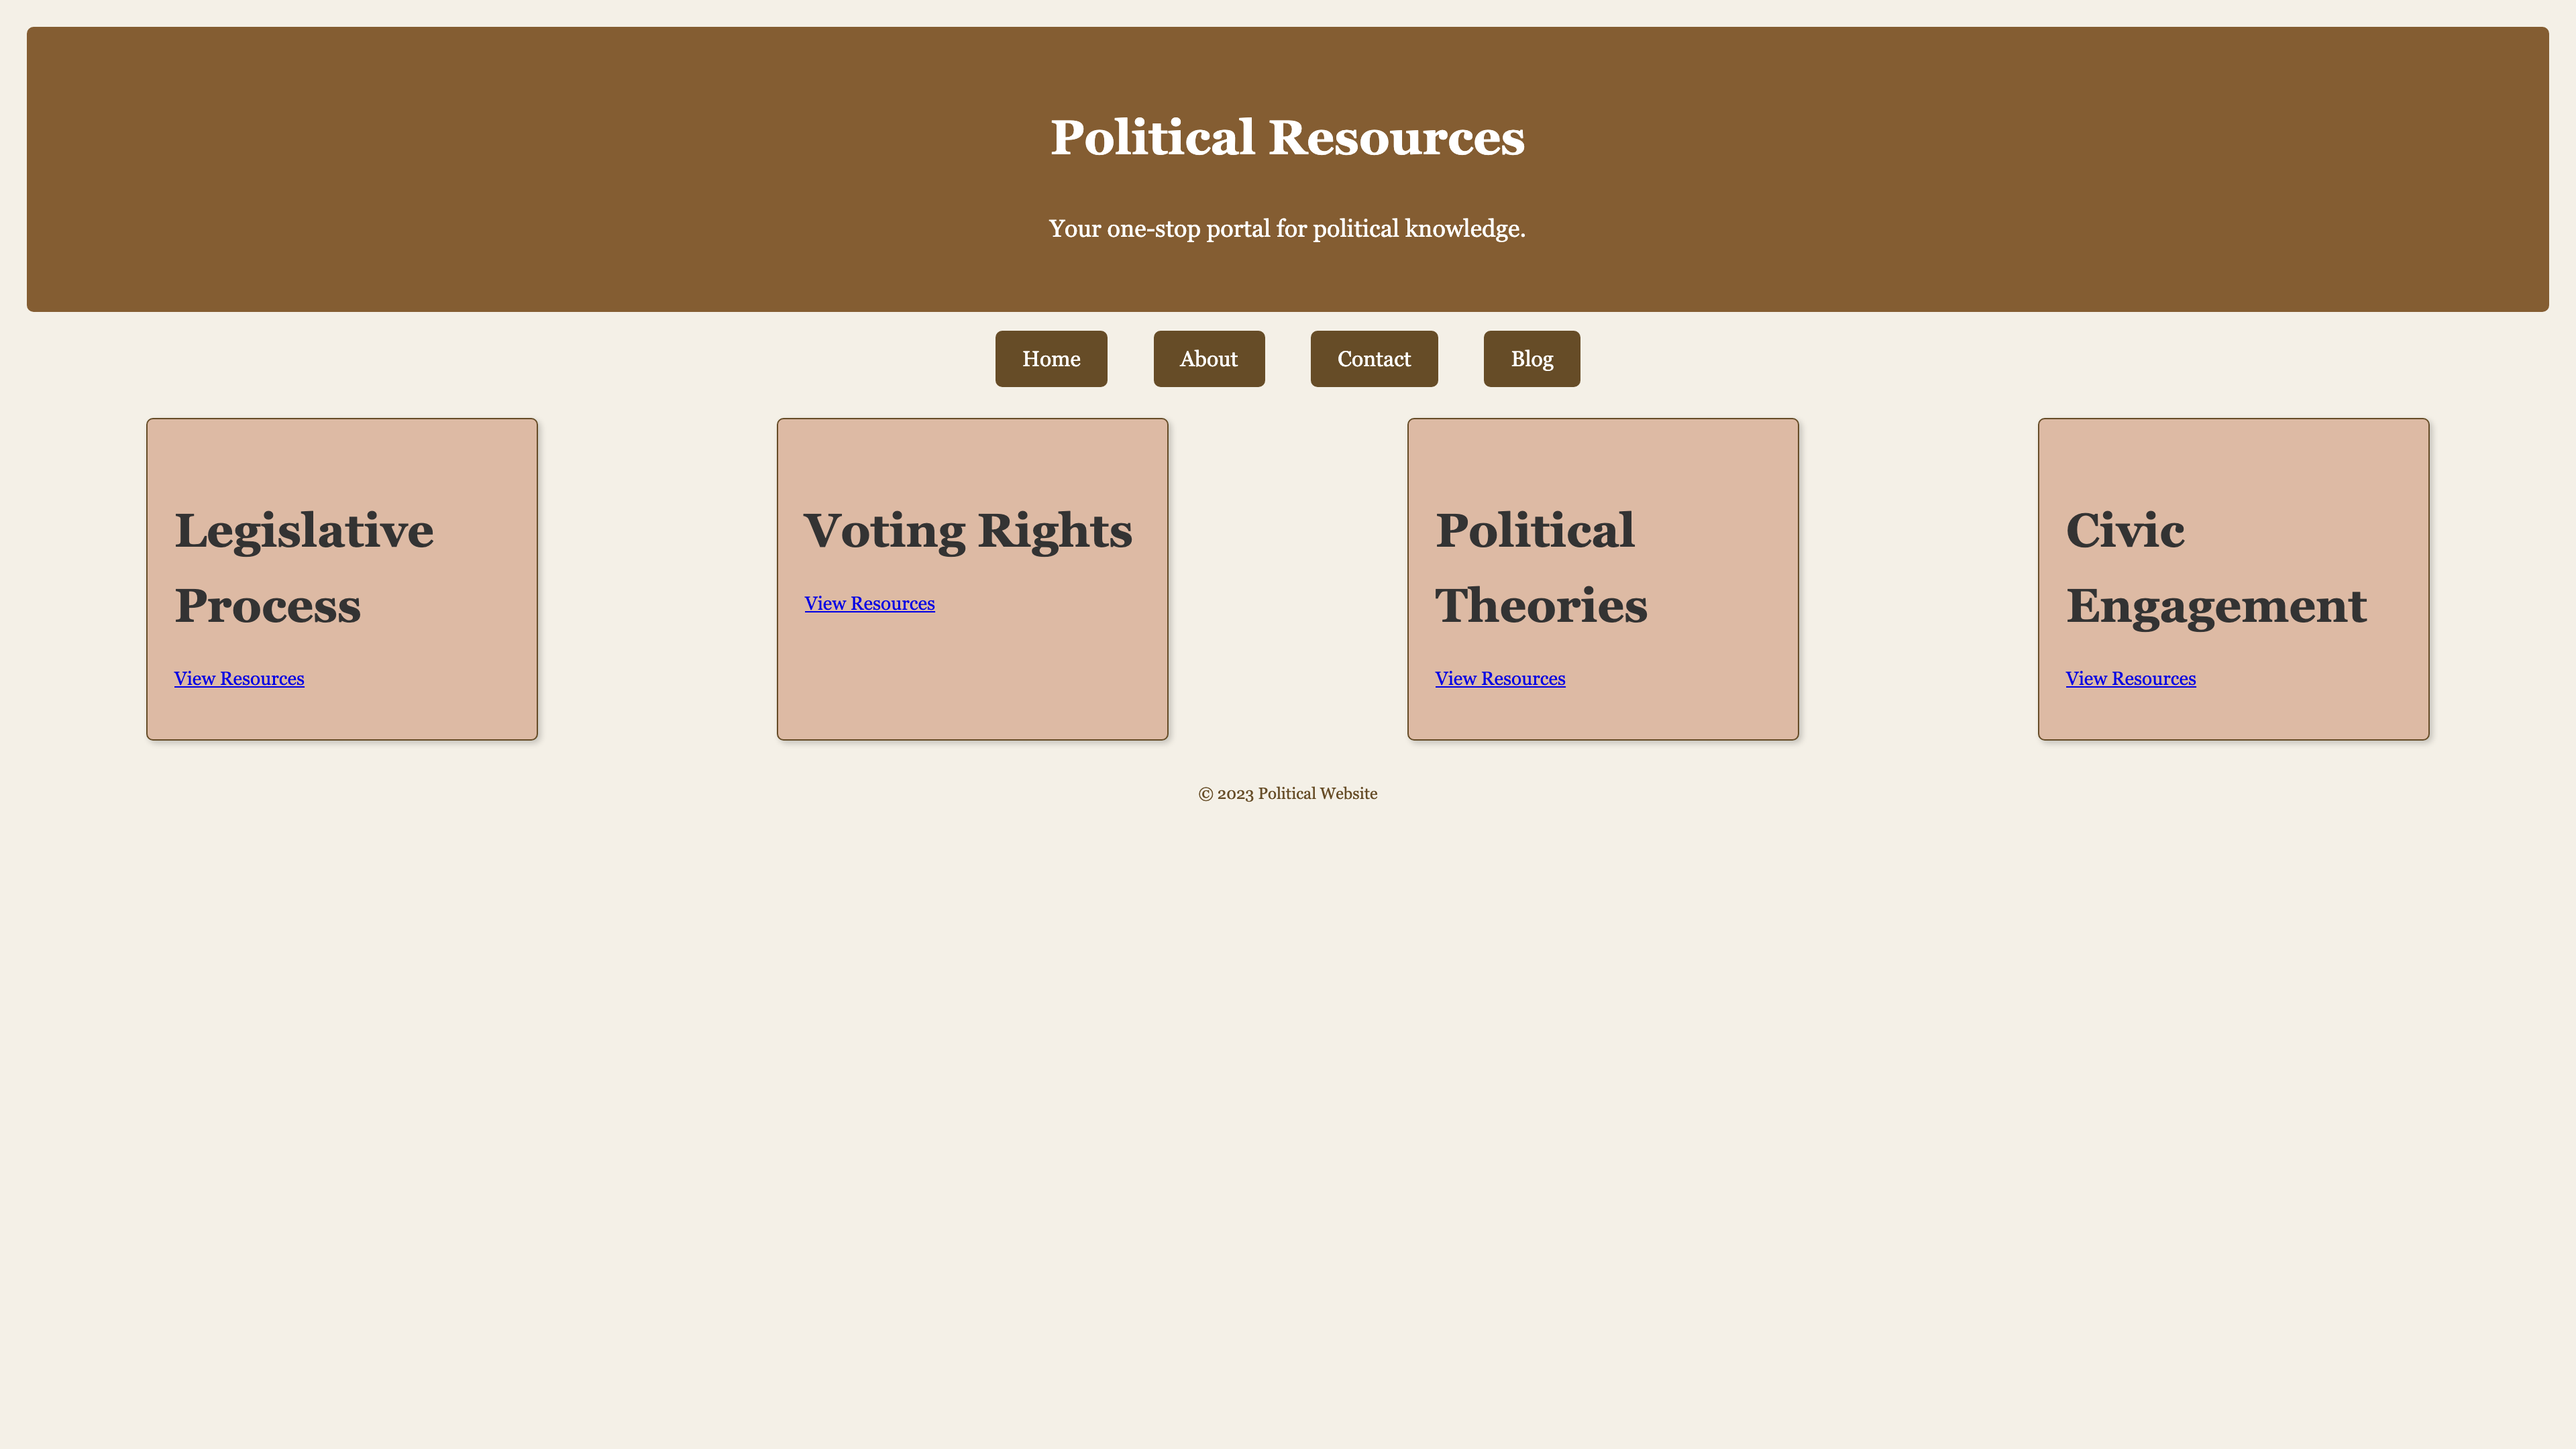 Political Resources
Your one-stop portal for political knowledge.
Home
About
Contact
Blog
Legislative
Process
View Resources
Voting Rights
View Resources
Political
Theories
View Resources
Civic
Engagement
View Resources
© 2023 Political Website